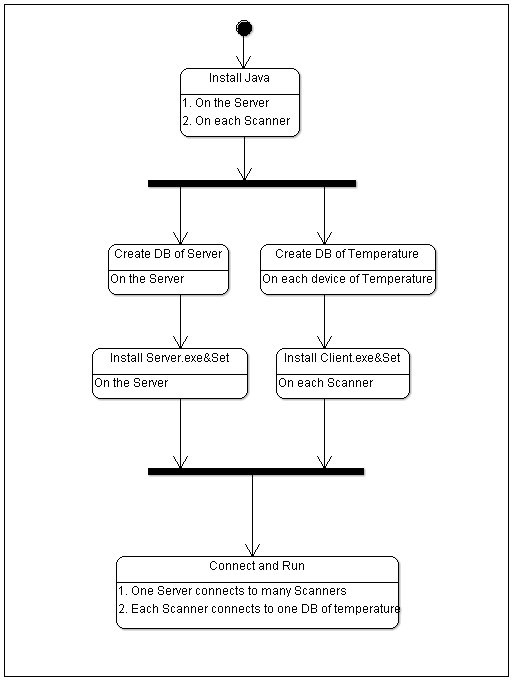 Install Java
1. On the Server
2. On each Scanner
Create DB of Server
On the Server
Create DB of Temperature
On each device of Temperature
Install Server.exe&Set
On the Server
Install Client.exe&Set
On each Scanner
Connect and Run
1. One Server connects to many Scanners
2. Each Scanner connects to one DB of temperature